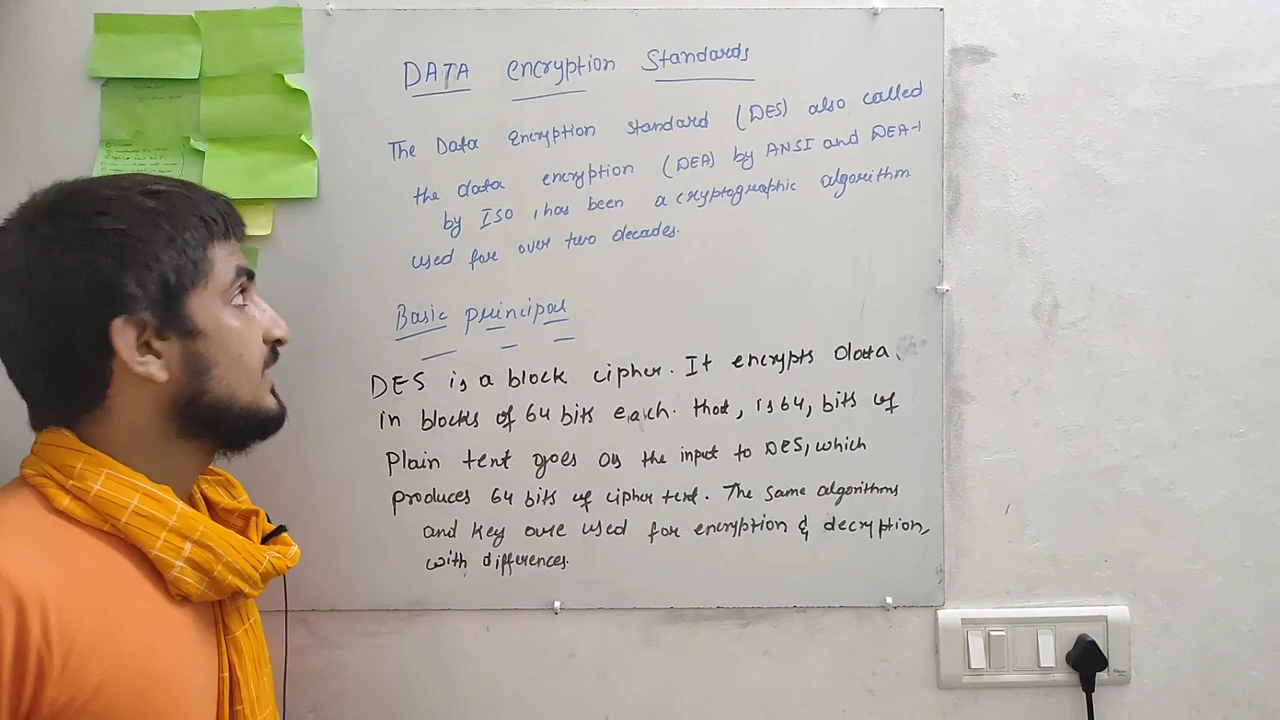 DATA encryption Standards
The Data Encryption standard (DES) also called
the data encryption (DEA) by ANSI and DEA-1
by ISO , has been a cryptographic algorithm
used for over two decades.
Basic principal
DES is a block cipher. It encrypts data
in blocks of 64 bits each. that, is 64, bits of
Plain text goes as the input to DES, which
produces 64 bits of cipher text. The same algorithms
and key are used for encryption & decryption,
with differences.